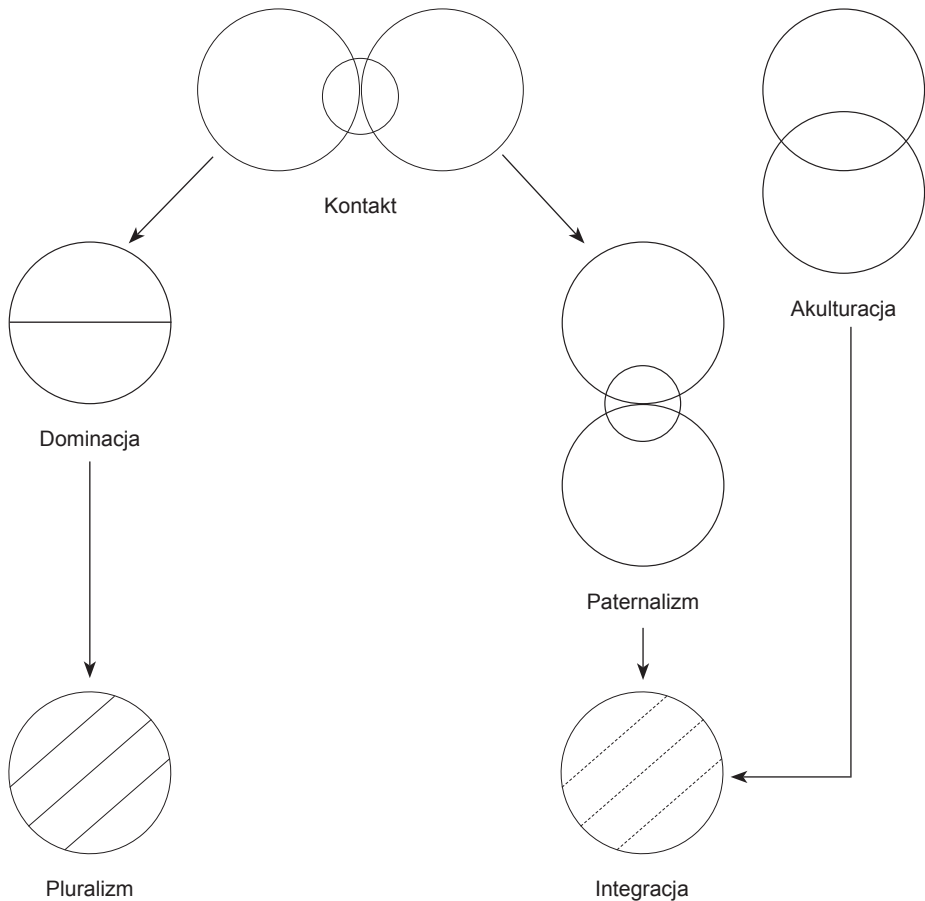 Kontakt
Akulturacja
Dominacja
Paternalizm
Pluralizm
Integracja